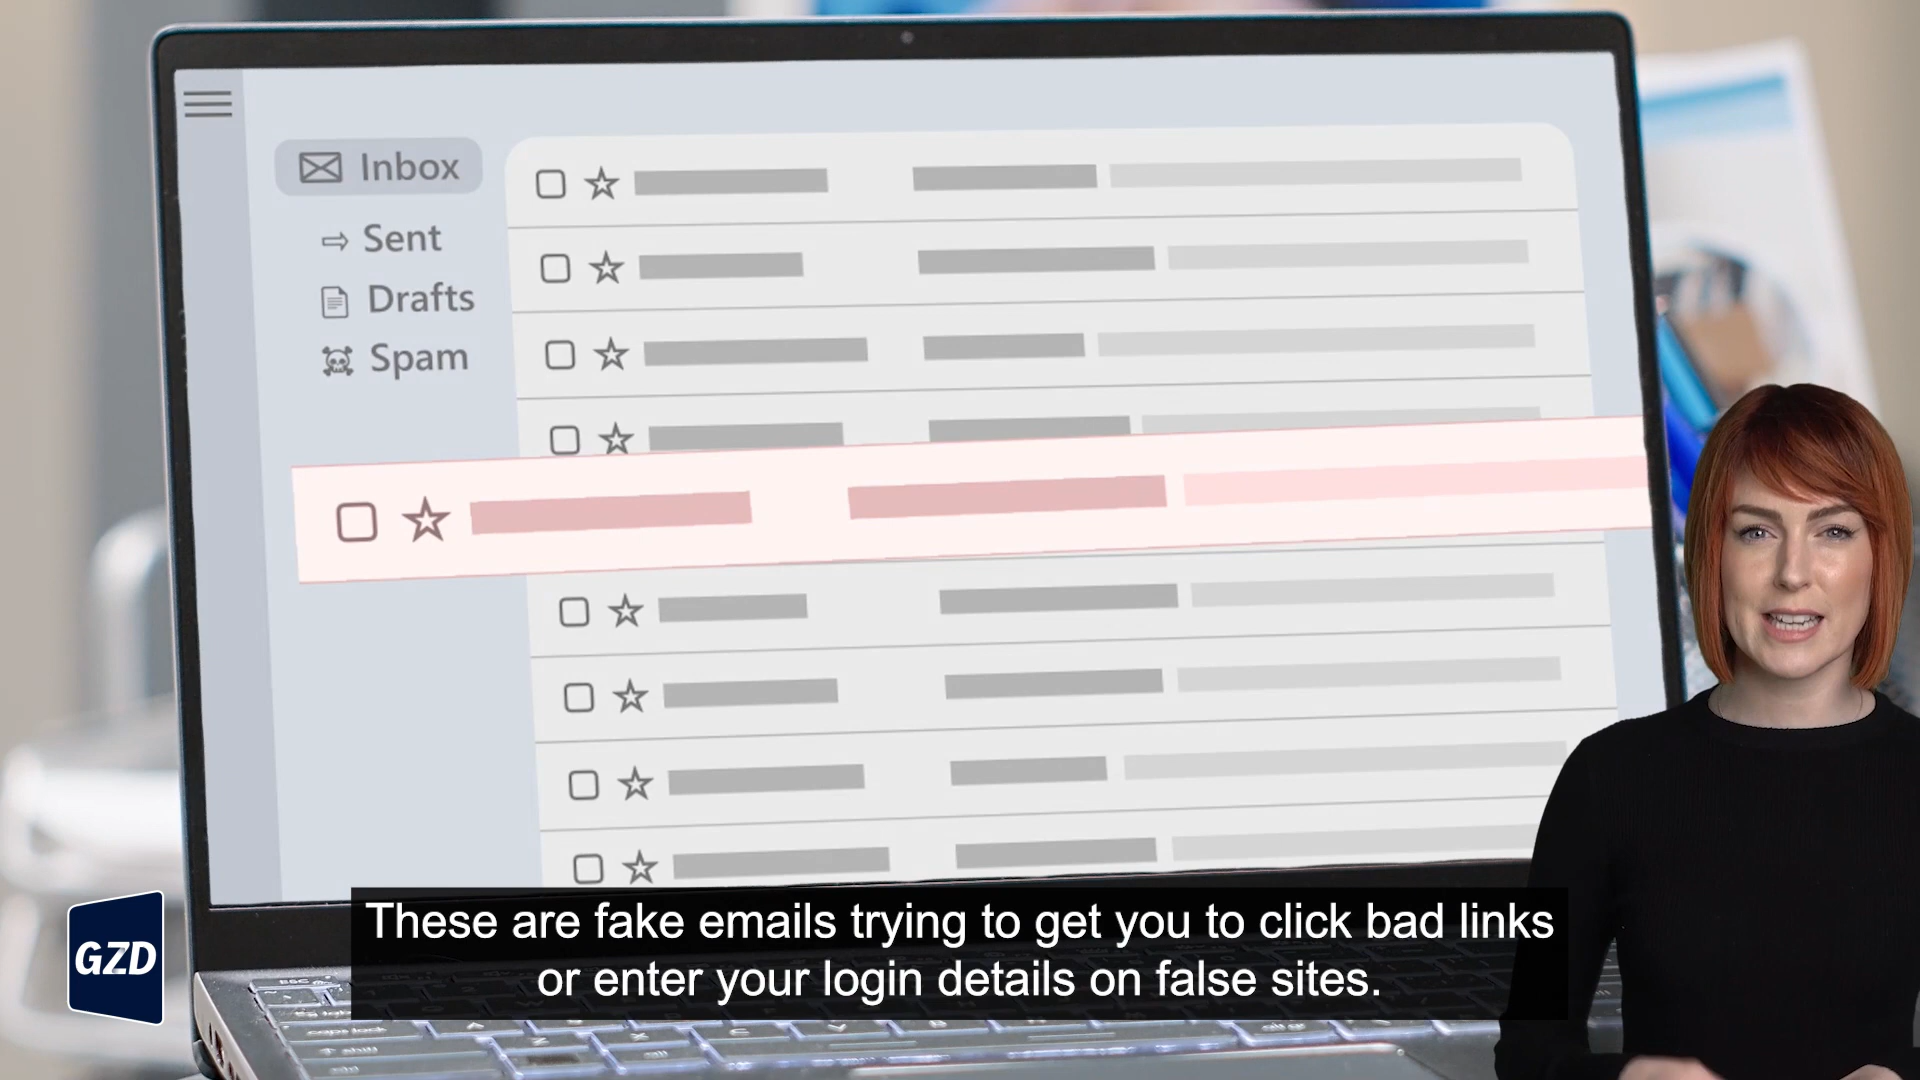 Inbox
Sent
Drafts
Spam
GZD
These are fake emails trying to get you to click bad links
or enter your login details on false sites.